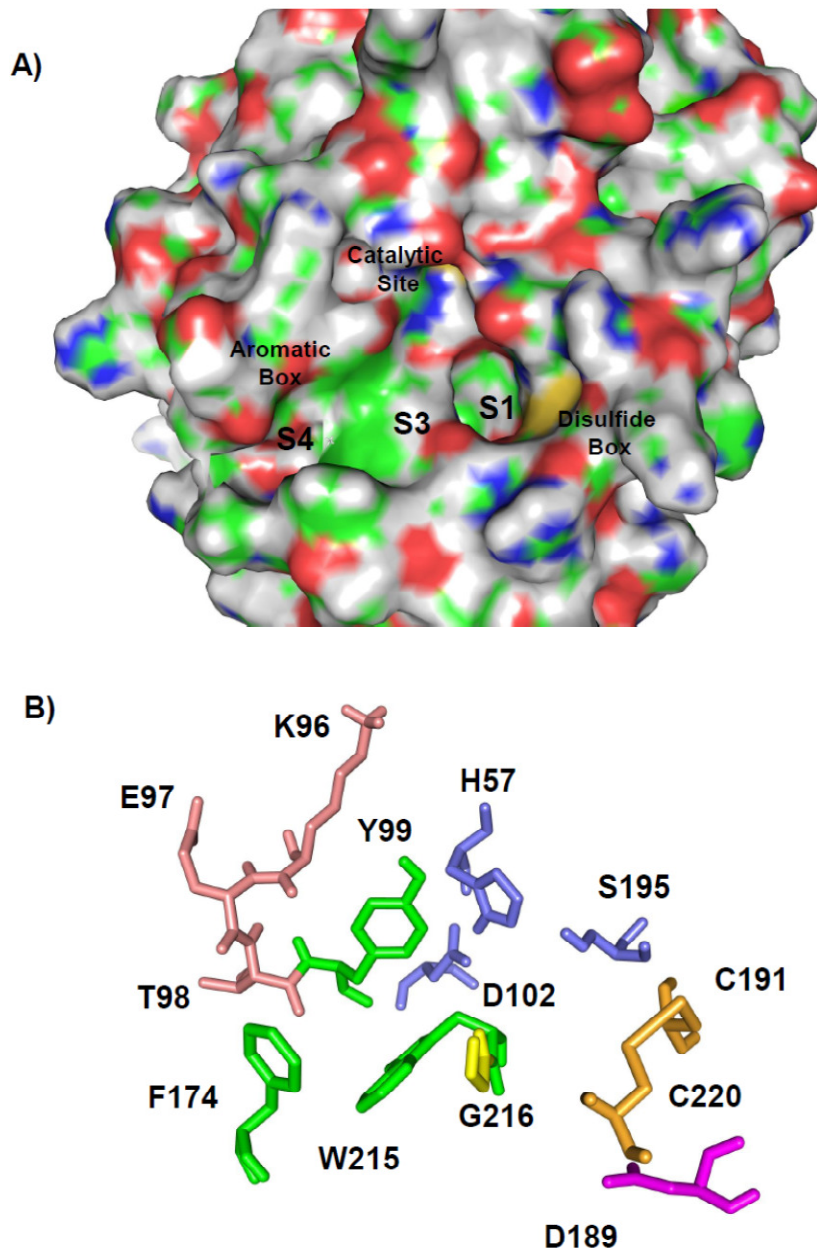 A)
Catalytic
Site
Aromatic
Box
S4
S3
S1
Disulfide
Box
B)
K96
E97
H57
Y99
S195
T98
D102
C191
F174
G216
C220
W215
D189